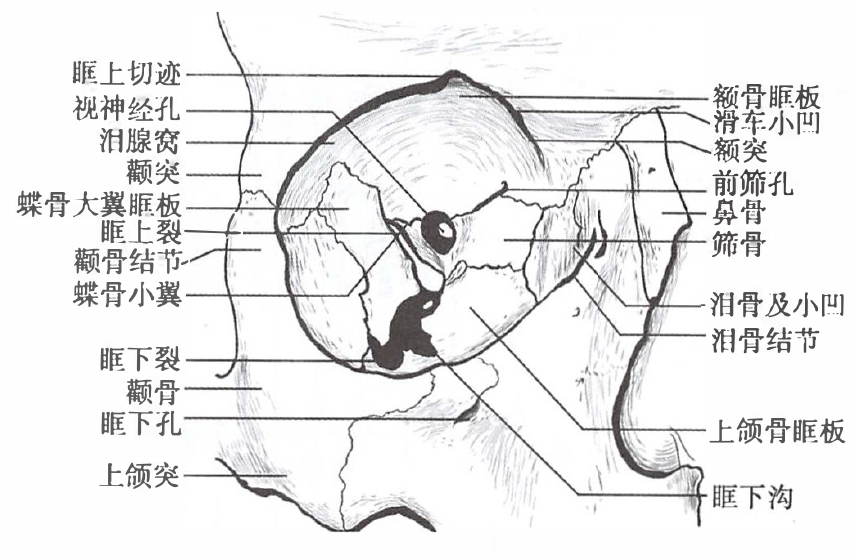 眶上切迹
视神经孔
泪腺窝
颧突
蝶骨大翼眶板
眶上裂
颧骨结节
蝶骨小翼
眶下裂
颧骨
眶下孔
上颌突
额骨眶板
滑车小凹
额突
前筛孔
鼻骨
筛骨
泪骨及小凹
泪骨结节
上颌骨眶板
眶下沟